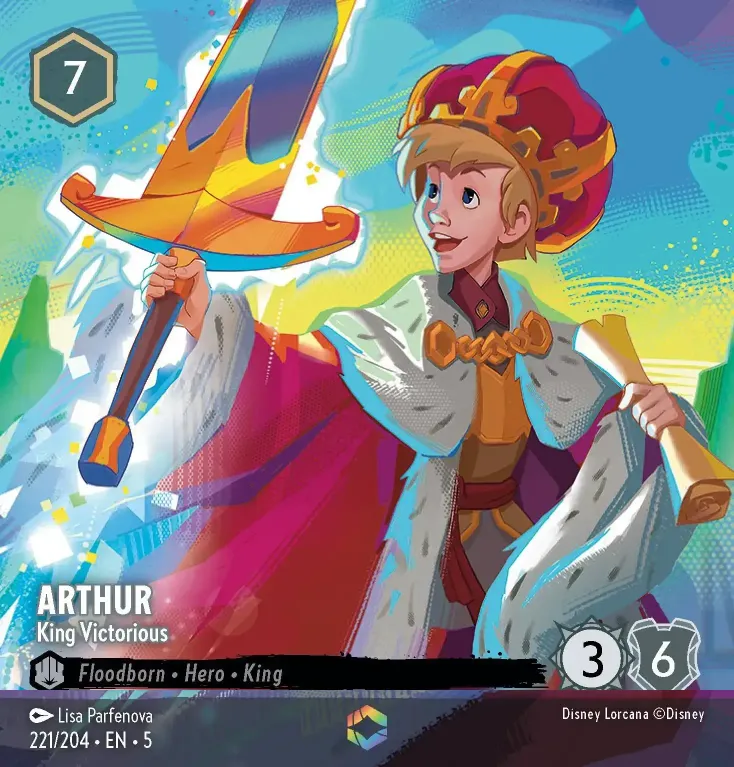 7
ARTHUR
King Victorious
Floodborn • Hero • King
3 6
Lisa Parfenova
Disney Lorcana ©Disney
221/204 • EN • 5